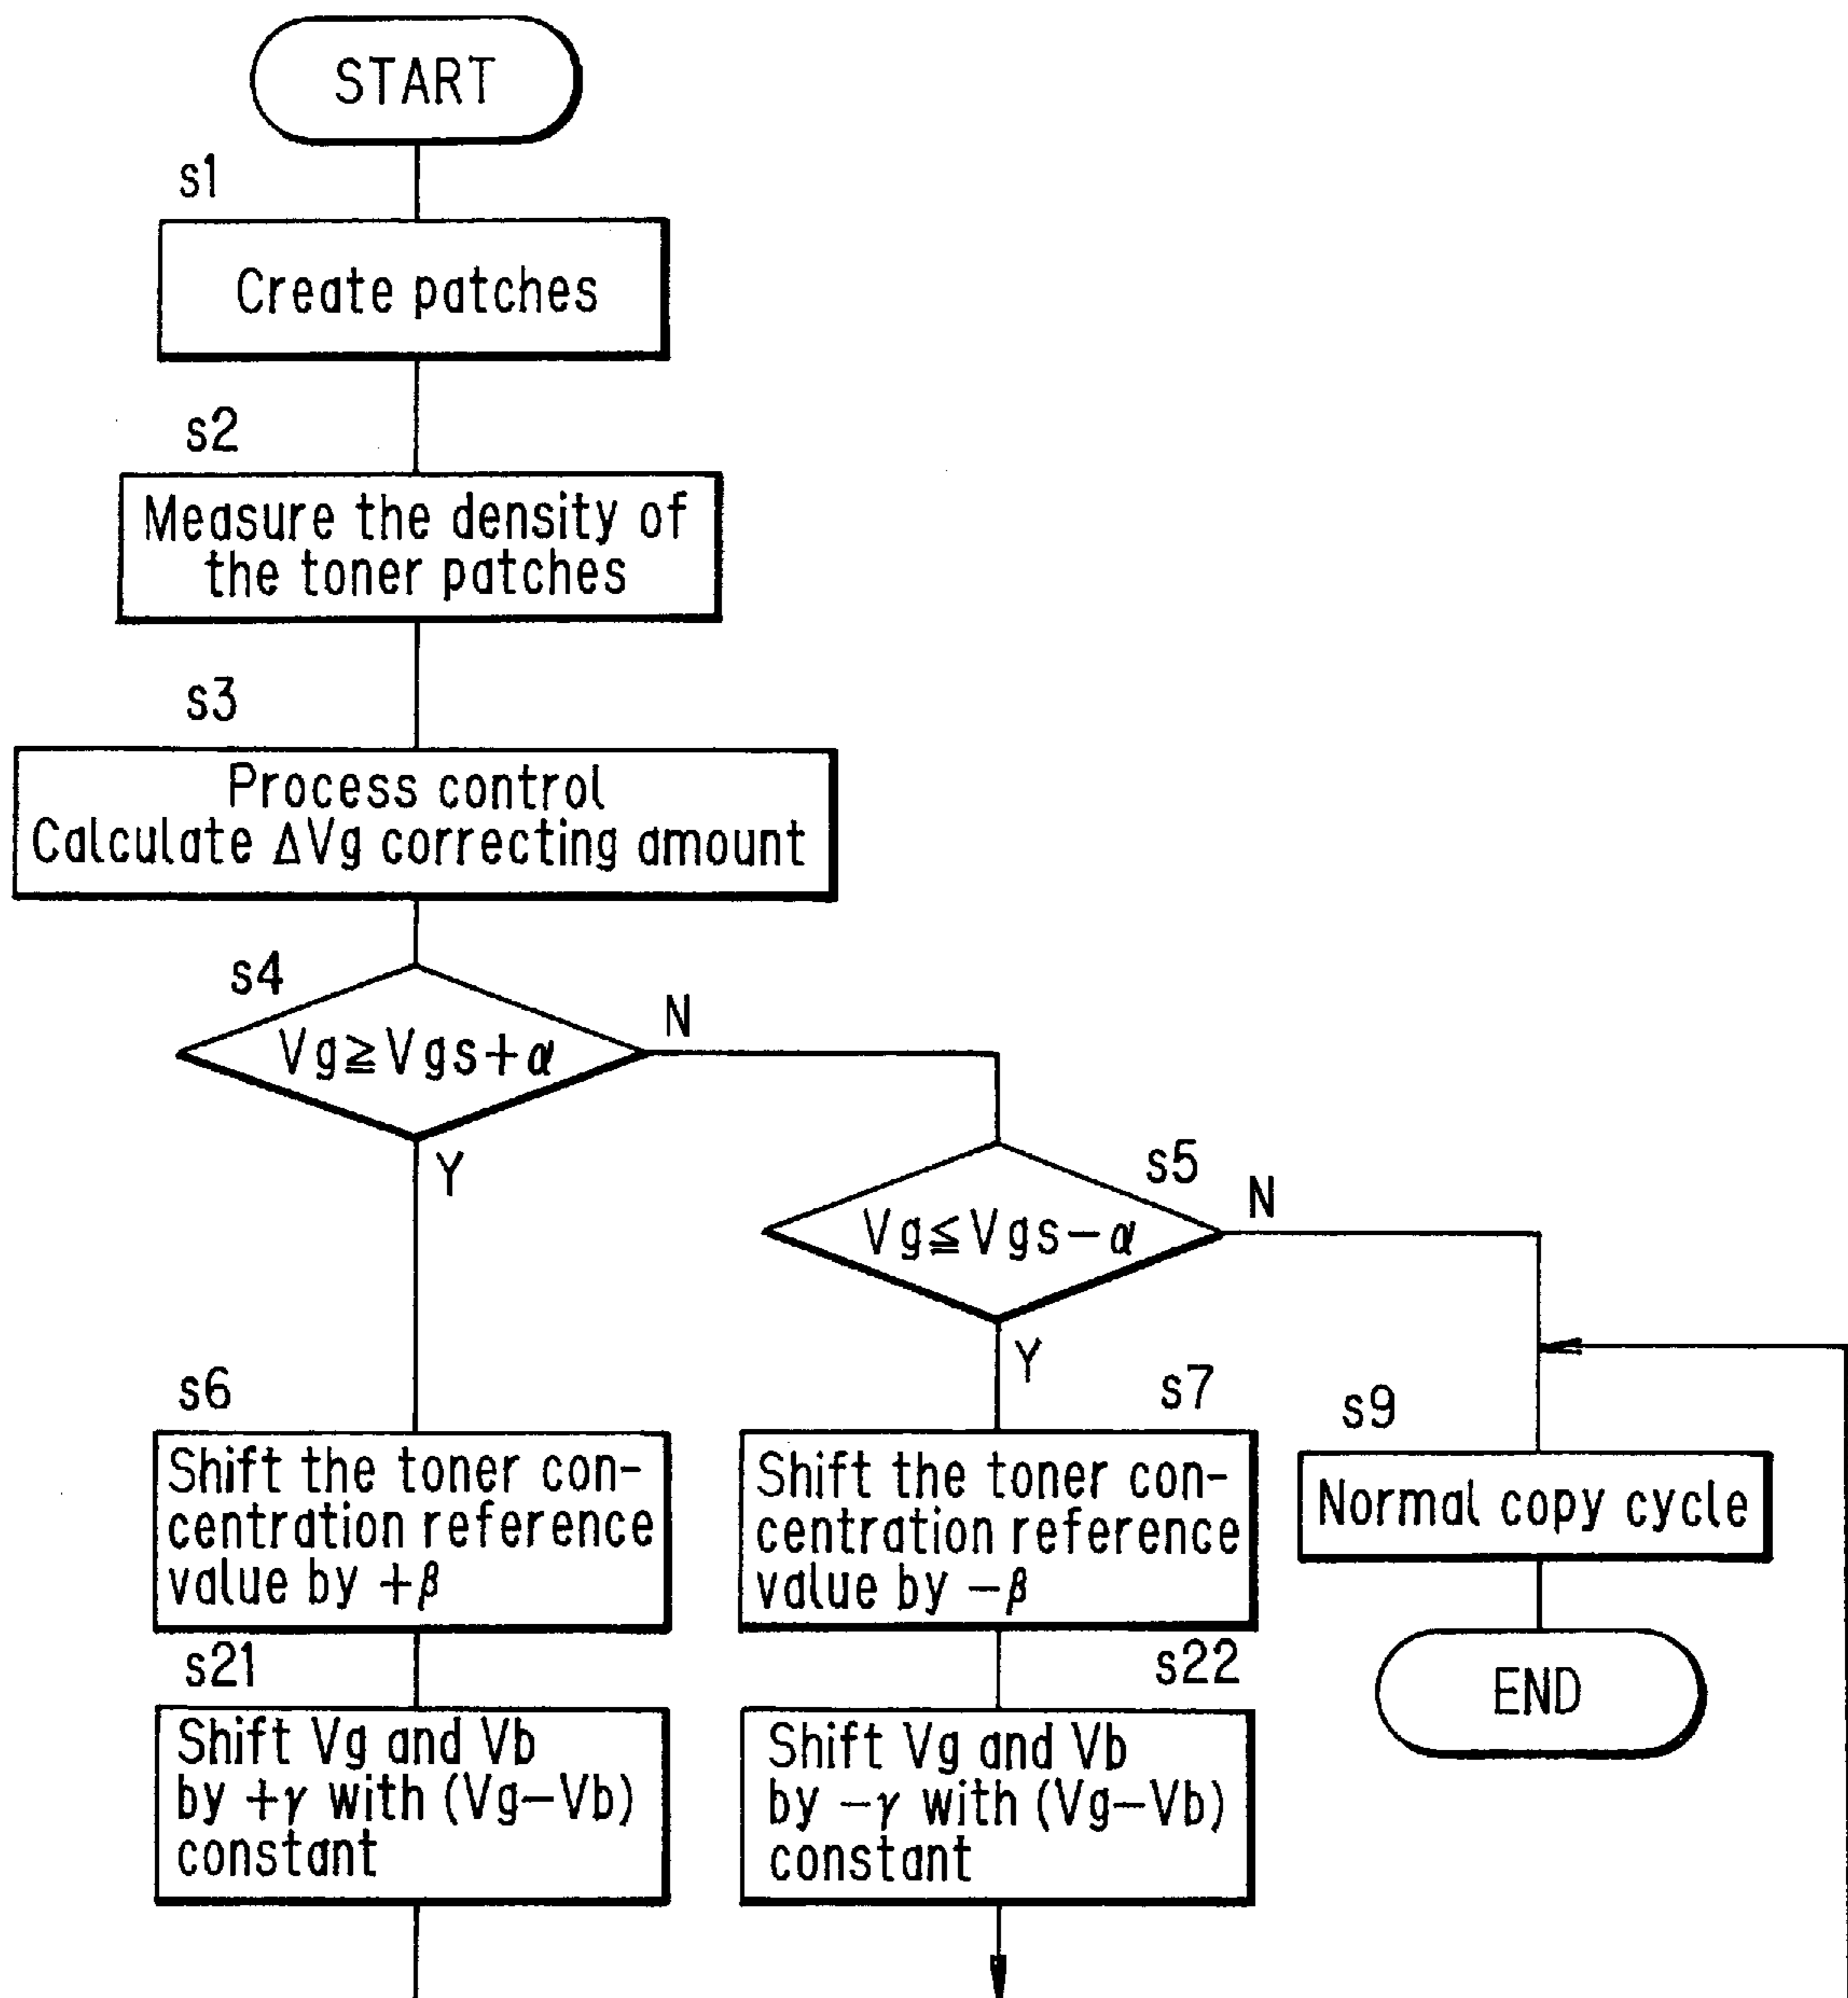 START
s1
Create patches
s2
Measure the density of
the toner patches
s3
Process control
Calculate ΔVg correcting amount
s4
Vg≧Vgs+α
N
Y
s5
Vg≦Vgs−α
N
Y
s6
Shift the toner con-
centration reference
value by +β
s7
Shift the toner con-
centration reference
value by −β
s9
Normal copy cycle
s21
Shift Vg and Vb
by +γ with (Vg−Vb)
constant
s22
Shift Vg and Vb
by −γ with (Vg−Vb)
constant
END